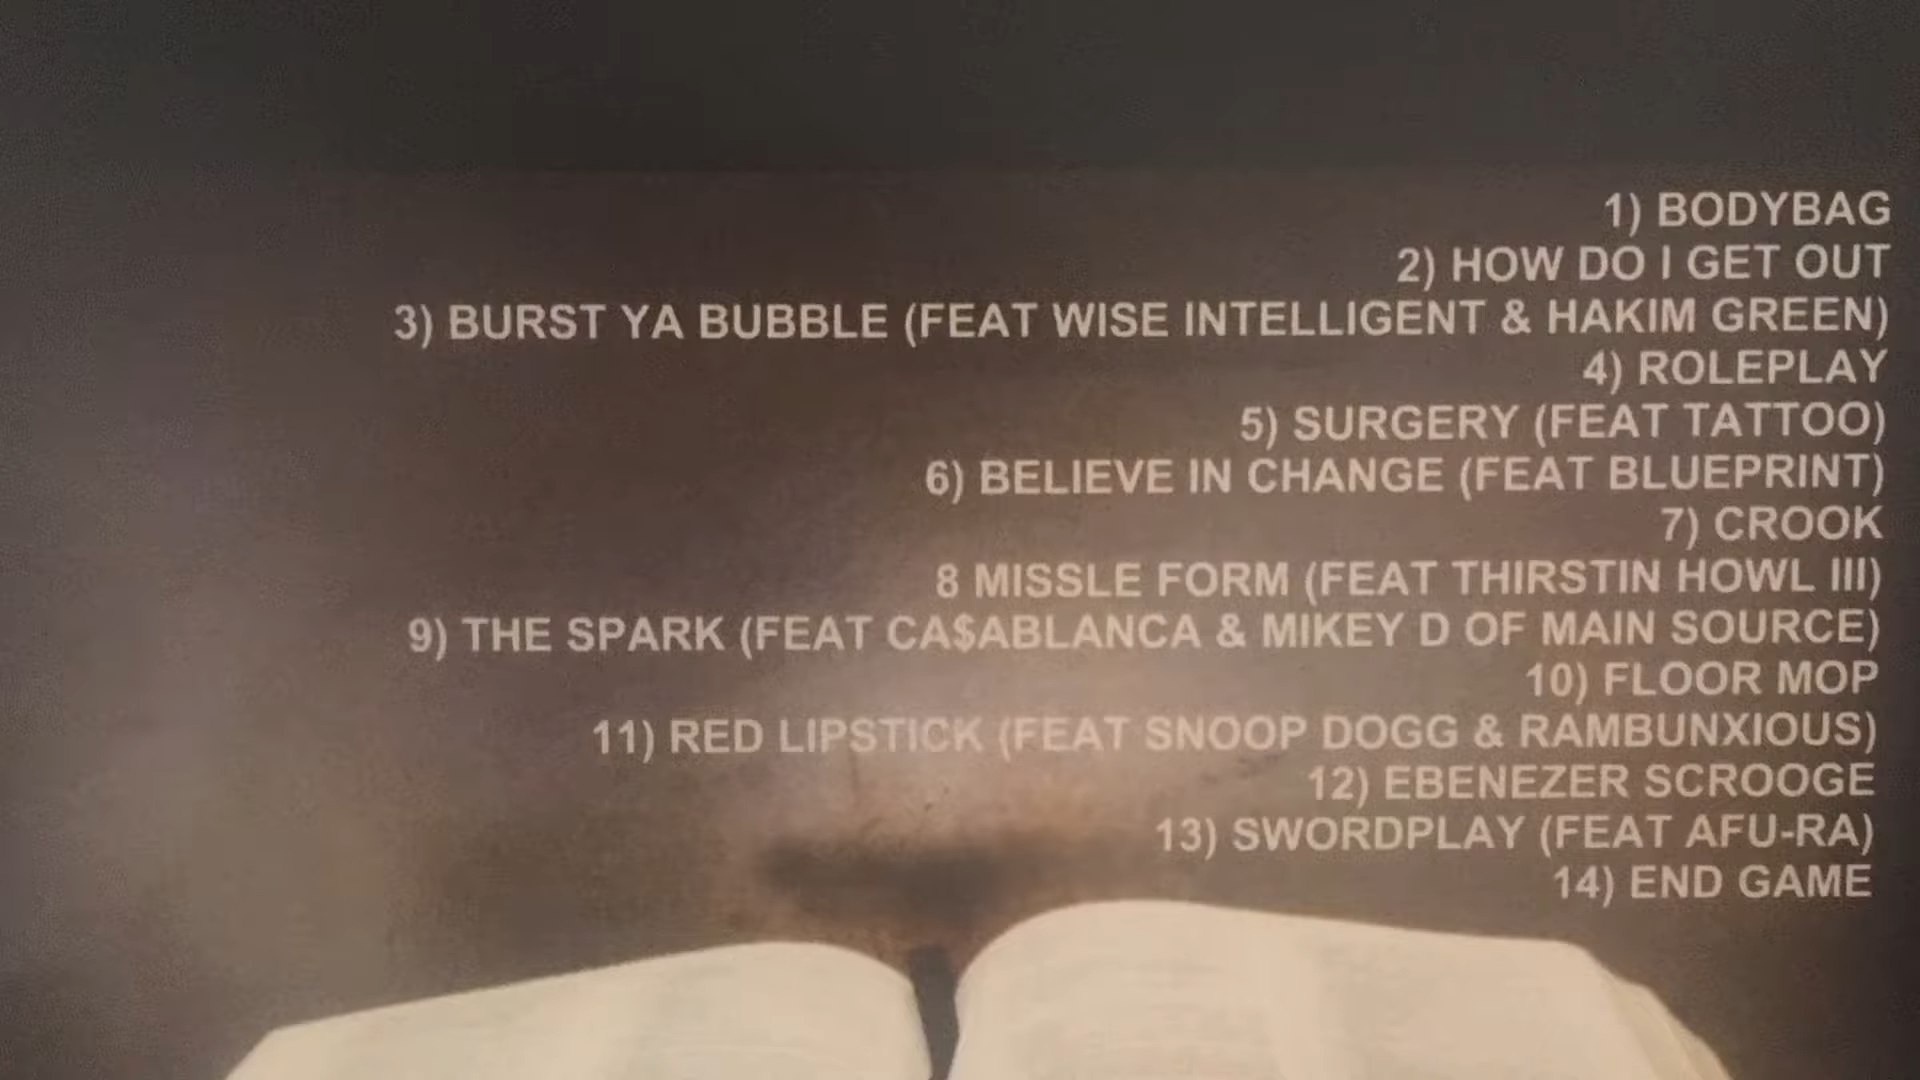 1) BODYBAG
2) HOW DO I GET OUT
3) BURST YA BUBBLE (FEAT WISE INTELLIGENT & HAKIM GREEN)
4) ROLEPLAY
5) SURGERY (FEAT TATTOO)
6) BELIEVE IN CHANGE (FEAT BLUEPRINT)
7) CROOK
8 MISSLE FORM (FEAT THIRSTIN HOWL III)
9) THE SPARK (FEAT CA$ABLANCA & MIKEY D OF MAIN SOURCE)
10) FLOOR MOP
11) RED LIPSTICK (FEAT SNOOP DOGG & RAMBUNXIOUS)
12) EBENEZER SCROOGE
13) SWORDPLAY (FEAT AFU-RA)
14) END GAME